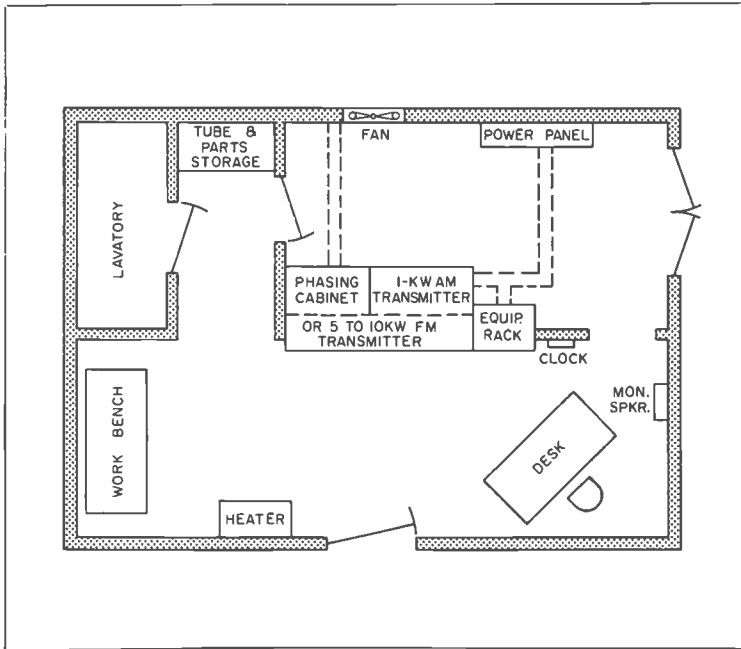 TUBE &
PARTS
STORAGE
FAN
POWER PANEL
LAVATORY
PHASING
CABINET
1-KW AM
TRANSMITTER
OR 5 TO 10KW FM
TRANSMITTER
EQUIP.
RACK
CLOCK
MON.
SPKR.
WORK BENCH
DESK
HEATER